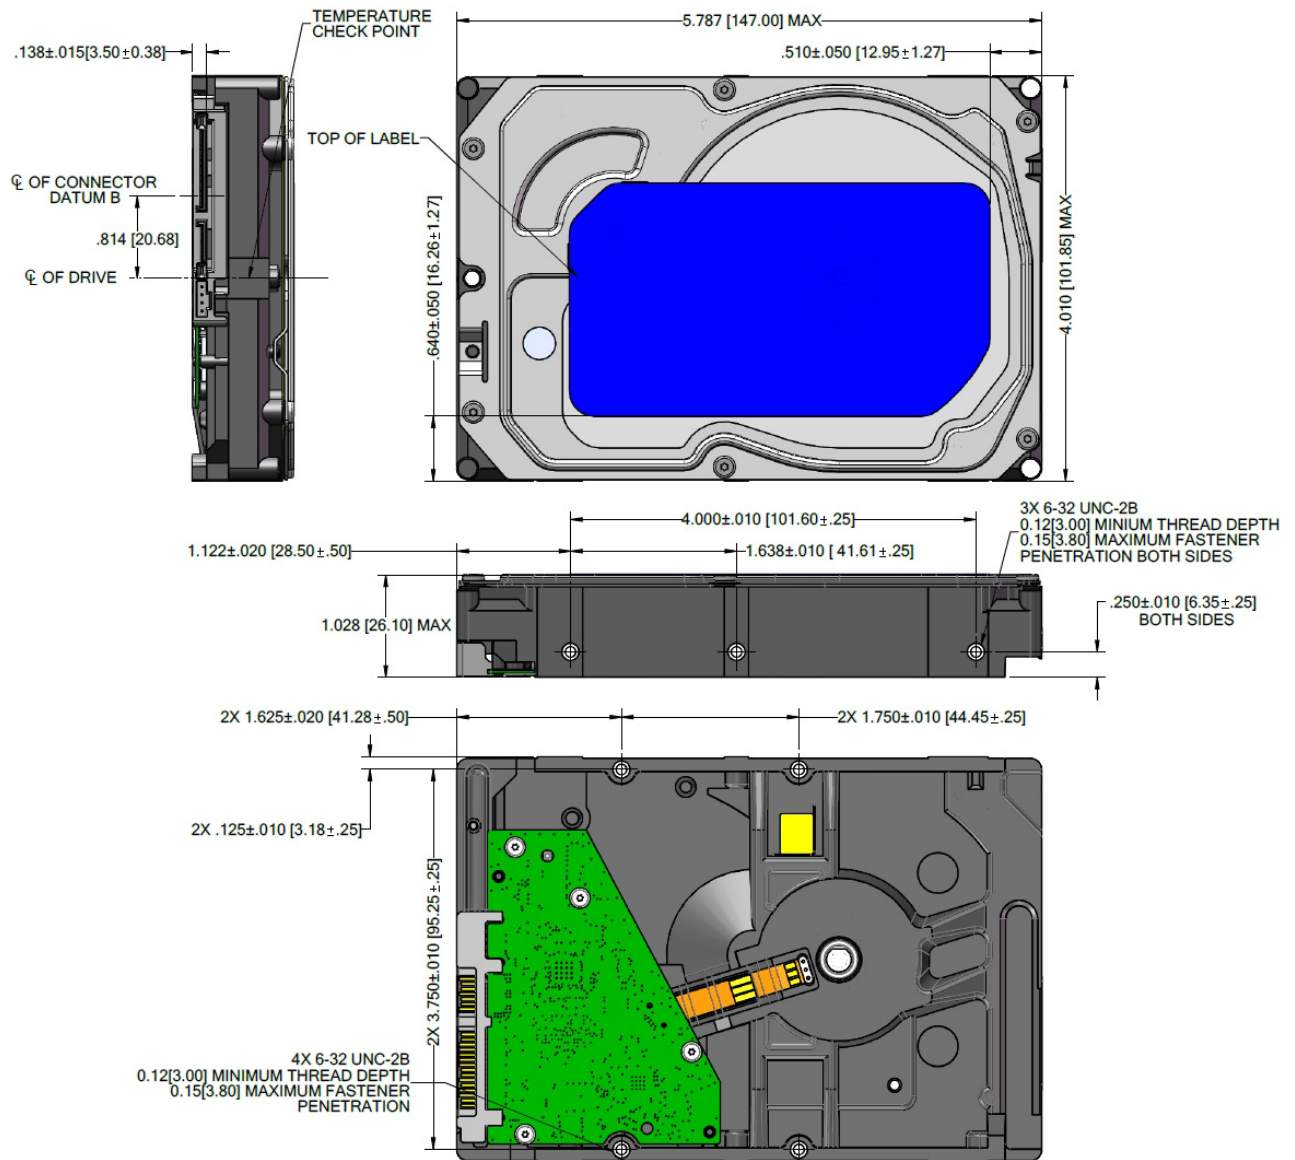 TEMPERATURE
CHECK POINT
5.787 [147.00] MAX
.138±.015[3.50±0.38]
.510±.050 [12.95±1.27]
TOP OF LABEL
℄ OF CONNECTOR
DATUM B
.814 [20.68]
℄ OF DRIVE
.640±.050 [16.26±1.27]
4.010 [101.85] MAX
4.000±.010 [101.60±.25]
3X 6-32 UNC-2B
0.12[3.00] MINIUM THREAD DEPTH
0.15[3.80] MAXIMUM FASTENER
PENETRATION BOTH SIDES
1.122±.020 [28.50±.50]
1.638±.010 [ 41.61±.25]
1.028 [26.10] MAX
.250±.010 [6.35±.25]
BOTH SIDES
2X 1.625±.020 [41.28±.50]
2X 1.750±.010 [44.45±.25]
2X .125±.010 [3.18±.25]
2X 3.750±.010 [95.25±.25]
4X 6-32 UNC-2B
0.12[3.00] MINIMUM THREAD DEPTH
0.15[3.80] MAXIMUM FASTENER
PENETRATION